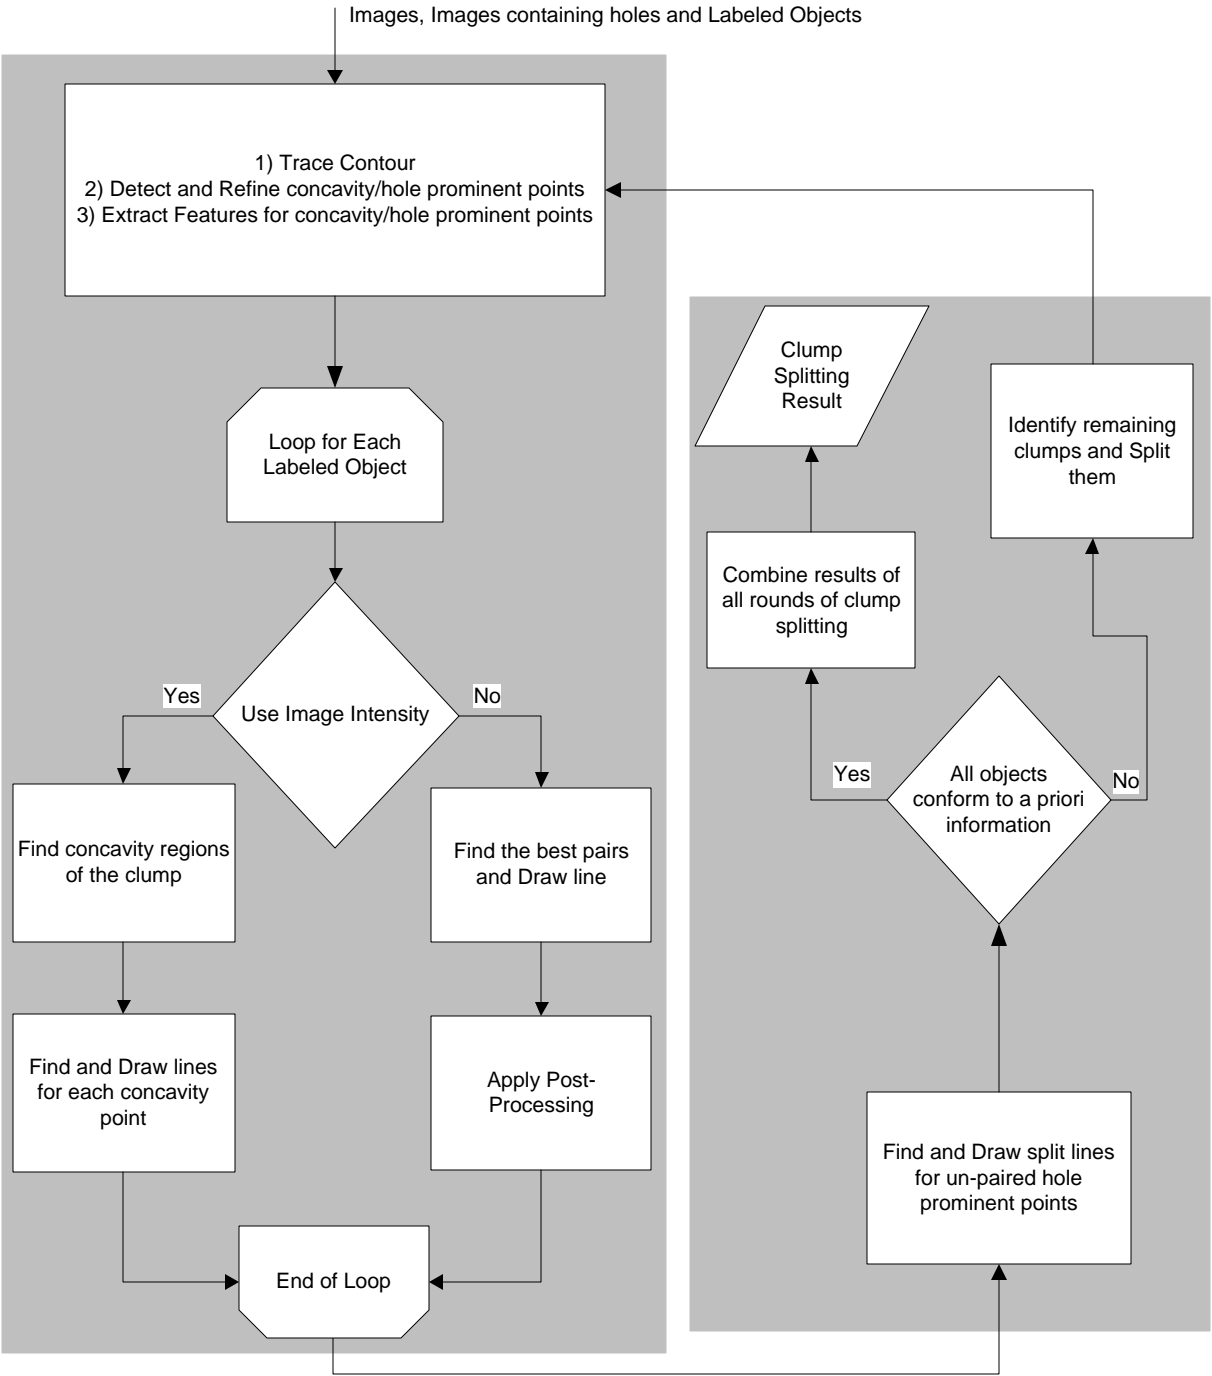 Images, Images containing holes and Labeled Objects
1) Trace Contour
2) Detect and Refine concavity/hole prominent points
3) Extract Features for concavity/hole prominent points
Loop for Each
Labeled Object
Use Image Intensity
Yes
No
Find concavity regions
of the clump
Find the best pairs
and Draw line
Find and Draw lines
for each concavity
point
Apply Post-
Processing
End of Loop
Clump
Splitting
Result
Identify remaining
clumps and Split
them
Combine results of
all rounds of clump
splitting
Yes
No
All objects
conform to a priori
information
Find and Draw split lines
for un-paired hole
prominent points